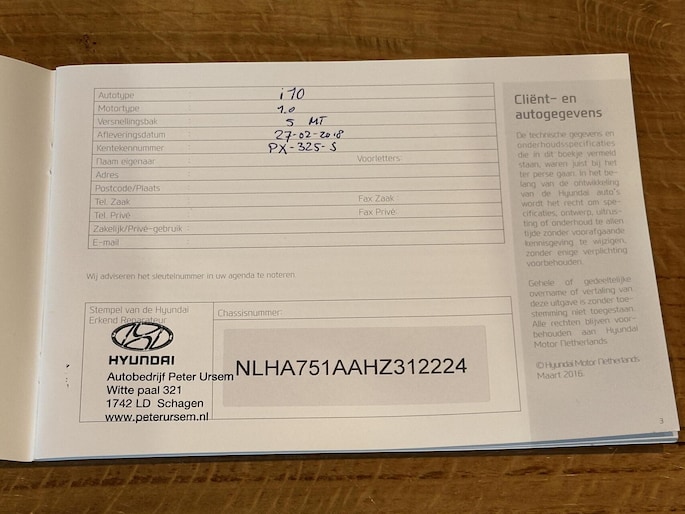 Autotype : i10
Motortype : 1.0
Versnellingsbak : 5 MT
Afleveringsdatum : 27-02-2018
Kentekennummer : PX-325-S
Naam eigenaar : Voorletters:
Adres :
Postcode/Plaats :
Tel. Zaak : Fax Zaak :
Tel. Privé : Fax Privé:
Zakelijk/Privé-gebruik :
E-mail :
Wij adviseren het sleutelnummer in uw agenda te noteren.
Stempel van de Hyundai
Erkend Reparateur
HYUNDAI
Autobedrijf Peter Ursem
Witte paal 321
1742 LD Schagen
www.peterursem.nl
Chassisnummer:
NLHA751AAHZ312224
Cliënt- en
autogegevens
De technische gegevens en
onderhoudsspecificaties
die in dit boekje vermeld
staan, waren juist bij het
ter perse gaan. In het be-
lang van de ontwikkeling
van de Hyundai auto's
wordt het recht om spe-
cificaties, ontwerp, uitrus-
ting of onderhoud te allen
tijde zonder voorafgaande
kennisgeving te wijzigen,
zonder enige verplichting
voorbehouden.
Gehele of gedeeltelijke
overname of vertaling van
deze uitgave is zonder toe-
stemming niet toegestaan.
Alle rechten blijven voor-
behouden aan Hyundai
Motor Netherlands.
© Hyundai Motor Netherlands
Maart 2016.
3